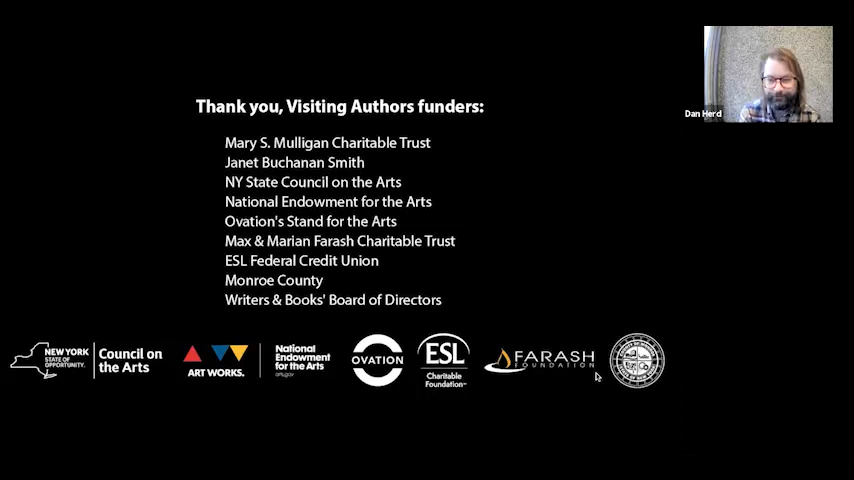 Thank you, Visiting Authors funders:
Mary S. Mulligan Charitable Trust
Janet Buchanan Smith
NY State Council on the Arts
National Endowment for the Arts
Ovation's Stand for the Arts
Max & Marian Farash Charitable Trust
ESL Federal Credit Union
Monroe County
Writers & Books' Board of Directors
Dan Herd
NEW YORK
STATE OF
OPPORTUNITY.
Council on
the Arts
ART WORKS.
National
Endowment
for the Arts
arts.gov
OVATION
ESL
Charitable
Foundation
FARASH
FOUNDATION